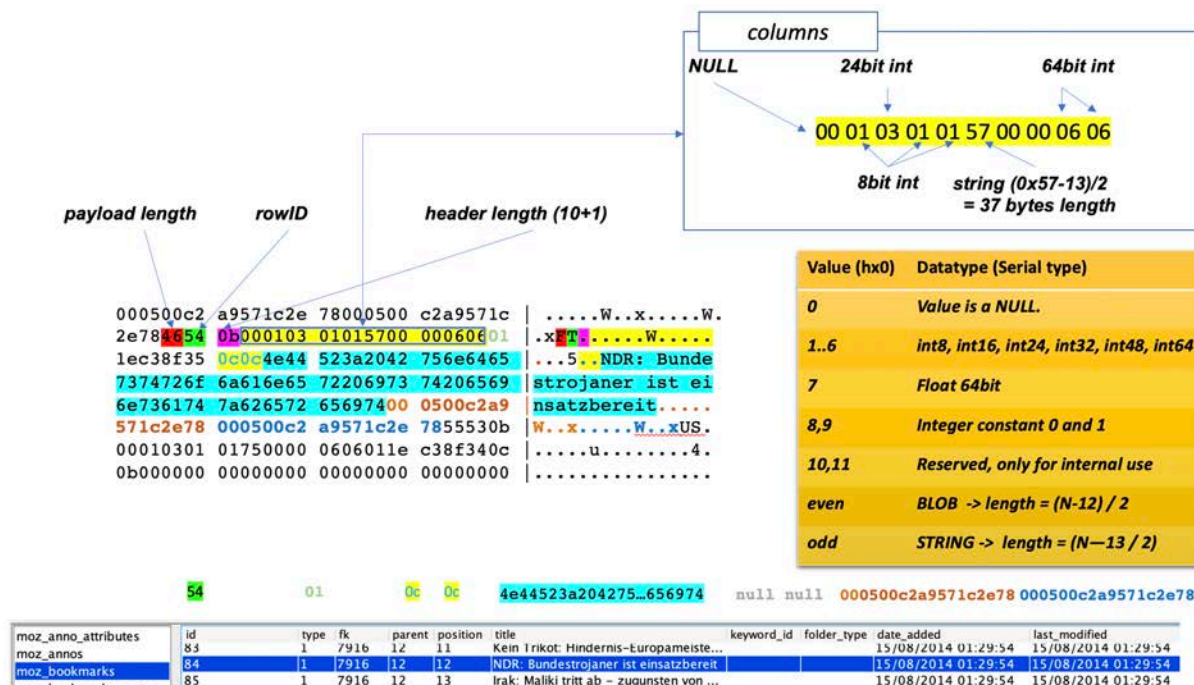 columns
NULL 24bit int 64bit int
00 01 03 01 01 57 00 00 06 06
8bit int string (0x57-13)/2
= 37 bytes length
payload length rowID header length (10+1)
000500c2 a9571c2e 78000500 c2a9571c | .....W..x.....W.
2e784654 0b000103 01015700 00060601 |.xFT......W.....
1ec38f35 0c0c4e44 523a2042 756e6465 |...5..NDR: Bunde
7374726f 6a616e65 72206973 74206569 |strojaner ist ei
6e736174 7a626572 65697400 0500c2a9 |nsatzbereit.....
571c2e78 000500c2 a9571c2e 7855530b |W..x.....W..xUS.
00010301 01750000 0606011e c38f340c |.....u........4.
0b000000 00000000 00000000 00000000 |................
Value (hx0) Datatype (Serial type)
0 Value is a NULL.
1..6 int8, int16, int24, int32, int48, int64
7 Float 64bit
8,9 Integer constant 0 and 1
10,11 Reserved, only for internal use
even BLOB -> length = (N-12) / 2
odd STRING -> length = (N—13 / 2)
54 01 0c 0c 4e44523a204275…656974 null null 000500c2a9571c2e78 000500c2a9571c2e78
moz_anno_attributes
moz_annos
moz_bookmarks
id type fk parent position title keyword_id folder_type date_added last_modified
83 1 7916 12 11 Kein Trikot: Hindernis-Europameiste... 15/08/2014 01:29:54 15/08/2014 01:29:54
84 1 7916 12 12 NDR: Bundestrojaner ist einsatzbereit 15/08/2014 01:29:54 15/08/2014 01:29:54
85 1 7916 12 13 Irak: Maliki tritt ab – zugunsten von ... 15/08/2014 01:29:54 15/08/2014 01:29:54